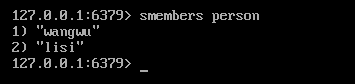 127.0.0.1:6379> smembers person
1) "wangwu"
2) "lisi"
127.0.0.1:6379> _